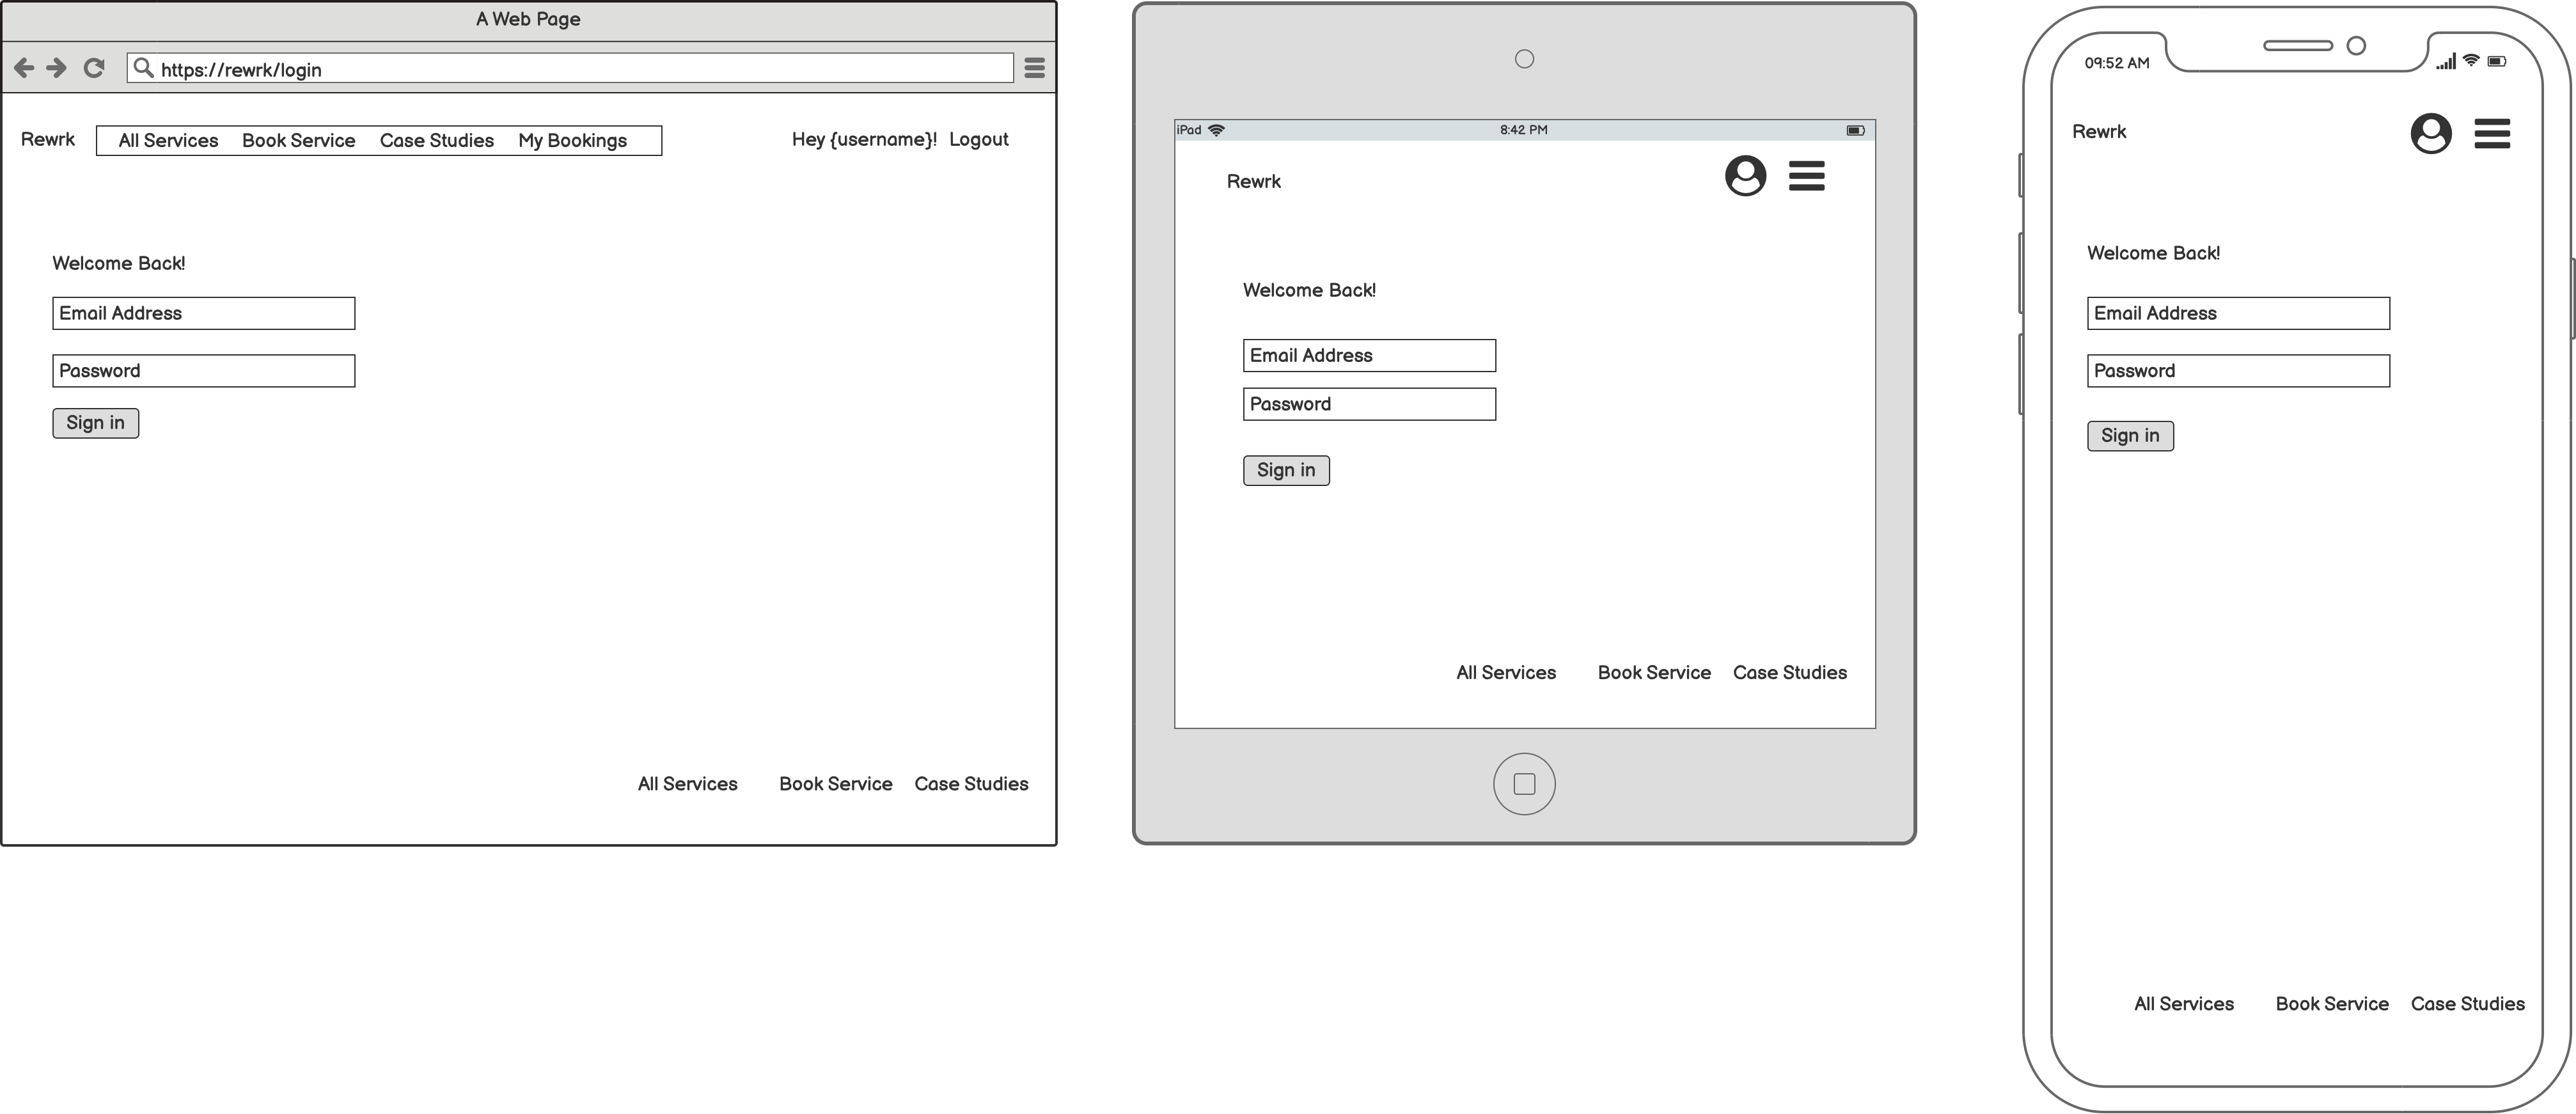 A Web Page
https://rewrk/login
Rewrk All Services Book Service Case Studies My Bookings Hey {username}! Logout
Welcome Back!
Email Address
Password
Sign in
All Services Book Service Case Studies
iPad 8:42 PM
Rewrk
Welcome Back!
Email Address
Password
Sign in
All Services Book Service Case Studies
09:52 AM
Rewrk
Welcome Back!
Email Address
Password
Sign in
All Services Book Service Case Studies